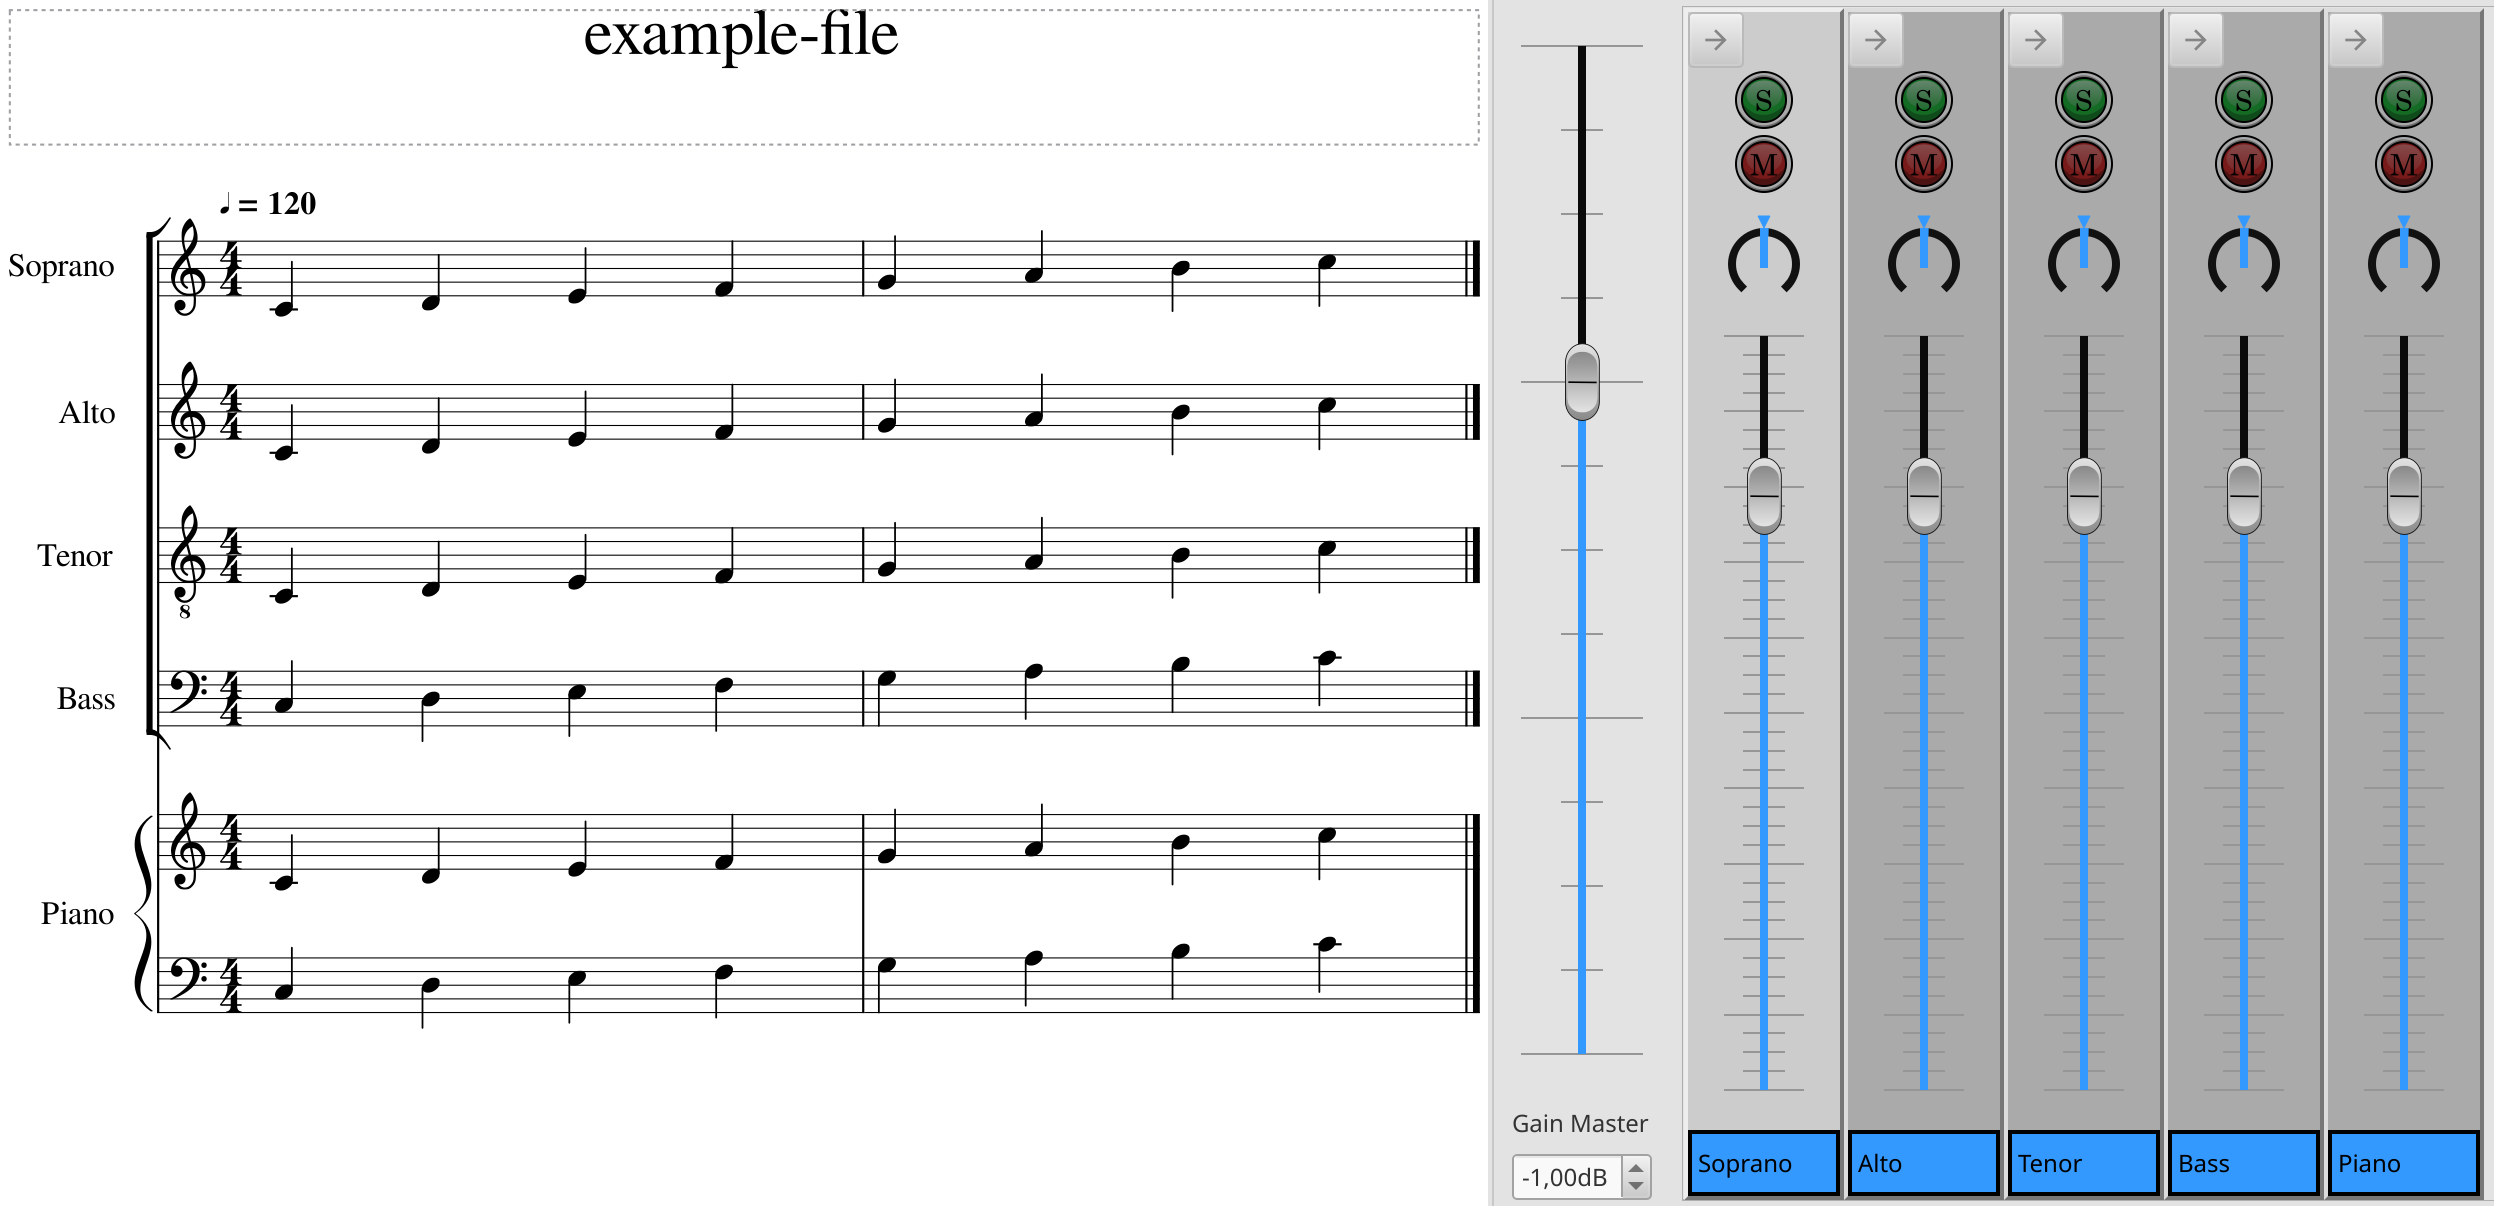 example-file
♩ = 120
Soprano
Alto
Tenor
8
Bass
Piano
S S S S S
M M M M M
Gain Master
-1,00dB
Soprano Alto Tenor Bass Piano